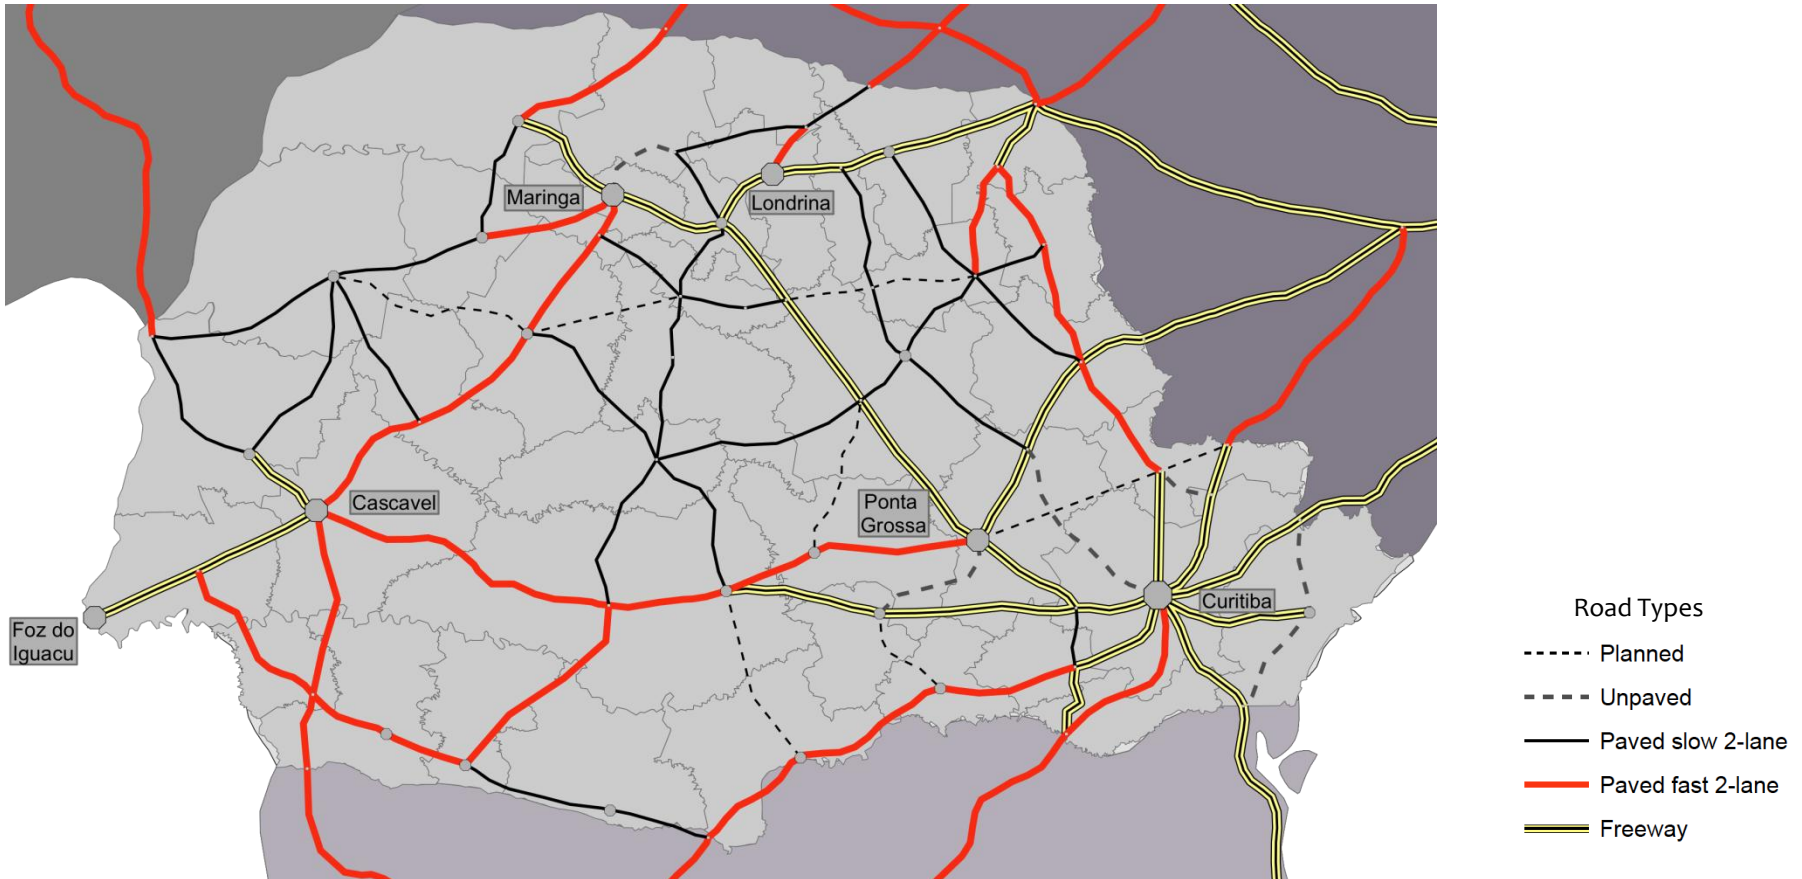 Maringa
Londrina
Cascavel
Ponta
Grossa
Foz do
Iguacu
Curitiba
Road Types
Planned
Unpaved
Paved slow 2-lane
Paved fast 2-lane
Freeway